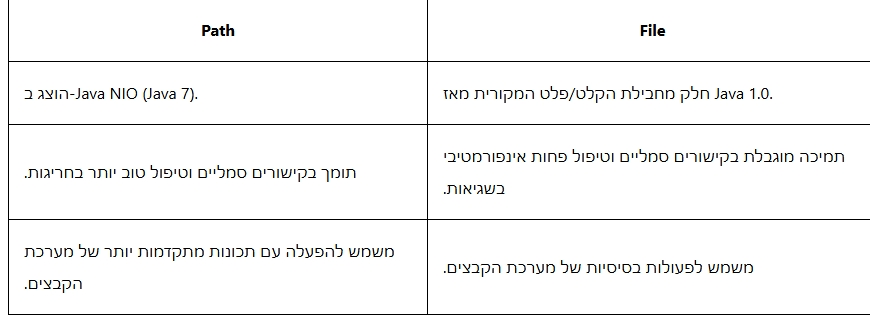 Path
File
הוצג ב-Java NIO (Java 7).
חלק מחבילת הקלט/פלט המקורית מאז Java 1.0.
תומך בקישורים סמליים וטיפול טוב יותר בחריגות.
תמיכה מוגבלת בקישורים סמליים וטיפול פחות אינפורמטיבי
בשגיאות.
משמש להפעלה עם תכונות מתקדמות יותר של מערכת
הקבצים.
משמש לפעולות בסיסיות של מערכת הקבצים.